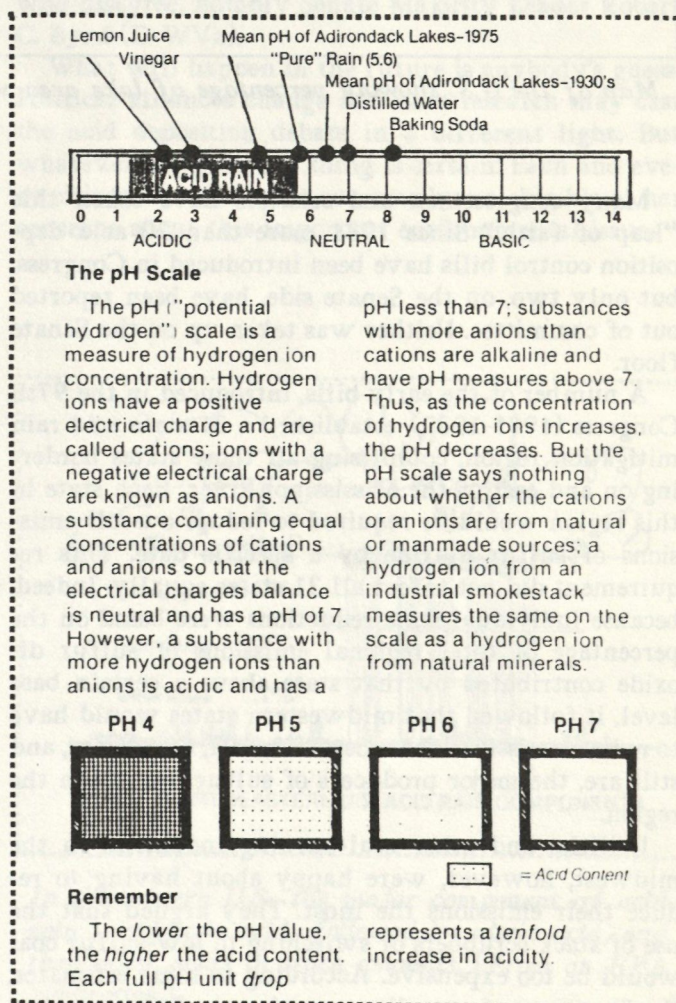 Lemon Juice
Mean pH of Adirondack Lakes–1975
Vinegar
"Pure" Rain (5.6)
Mean pH of Adirondack Lakes–1930's
Distilled Water
Baking Soda
ACID RAIN
0 1 2 3 4 5 6 7 8 9 10 11 12 13 14
ACIDIC NEUTRAL BASIC
The pH Scale
The pH ("potential
hydrogen") scale is a
measure of hydrogen ion
concentration. Hydrogen
ions have a positive
electrical charge and are
called cations; ions with a
negative electrical charge
are known as anions. A
substance containing equal
concentrations of cations
and anions so that the
electrical charges balance
is neutral and has a pH of 7.
However, a substance with
more hydrogen ions than
anions is acidic and has a
pH less than 7; substances
with more anions than
cations are alkaline and
have pH measures above 7.
Thus, as the concentration
of hydrogen ions increases,
the pH decreases. But the
pH scale says nothing
about whether the cations
or anions are from natural
or manmade sources; a
hydrogen ion from an
industrial smokestack
measures the same on the
scale as a hydrogen ion
from natural minerals.
PH 4 PH 5 PH 6 PH 7
= Acid Content
Remember
The lower the pH value,
the higher the acid content.
Each full pH unit drop
represents a tenfold
increase in acidity.